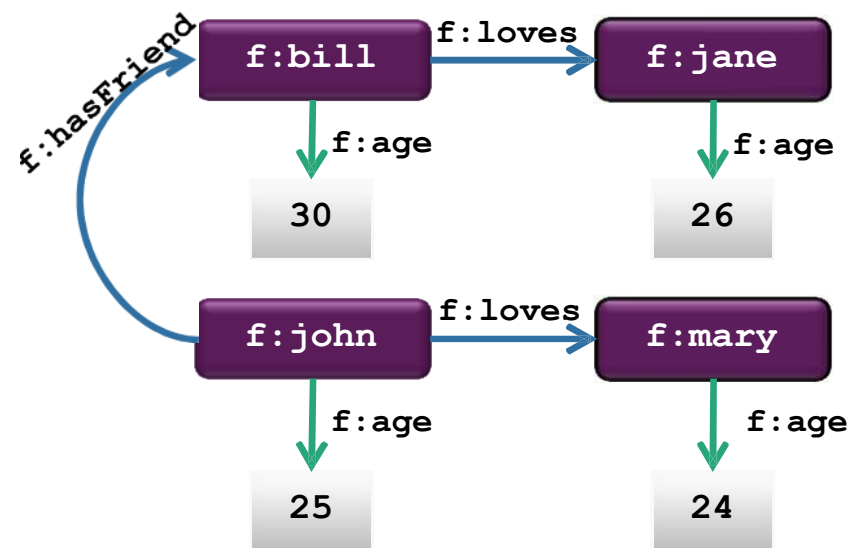 f:hasFriend
f:bill
f:loves
f:jane
f:age
f:age
30
26
f:john
f:loves
f:mary
f:age
f:age
25
24